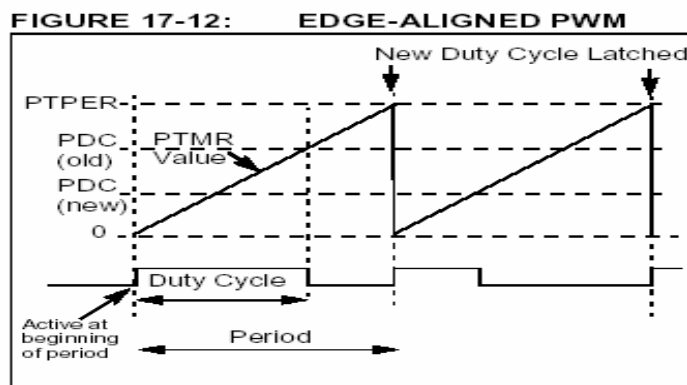 FIGURE 17-12: EDGE-ALIGNED PWM
New Duty Cycle Latched
PTPER
PDC
(old)
PTMR
Value
PDC
(new)
0
Duty Cycle
Active at
beginning
of period
Period